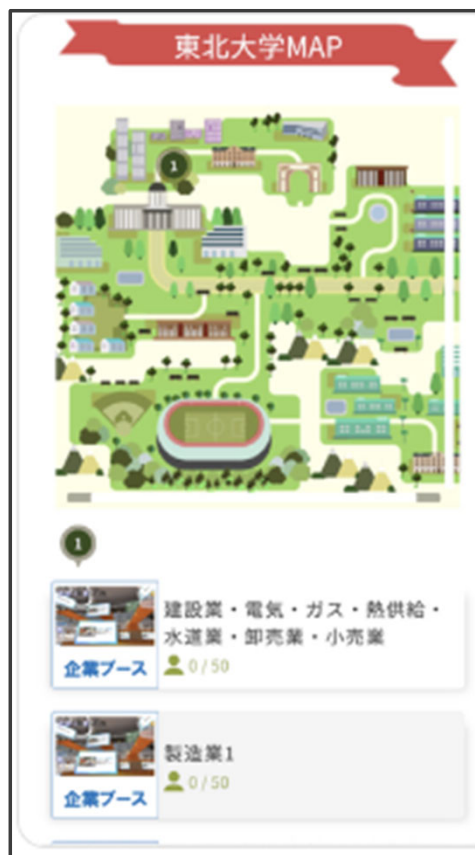 東北大学MAP
1
1
建設業・電気・ガス・熱供給・
水道業・卸売業・小売業
企業ブース
0 / 50
製造業1
企業ブース
0 / 50